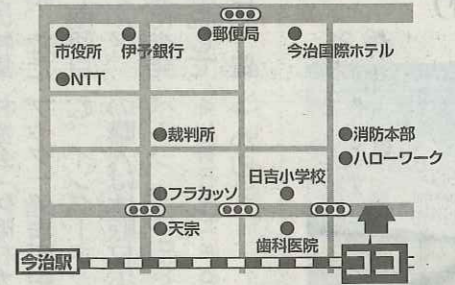 市役所
伊予銀行
郵便局
今治国際ホテル
NTT
裁判所
消防本部
ハローワーク
フラカッソ
日吉小学校
天宗
歯科医院
今治駅